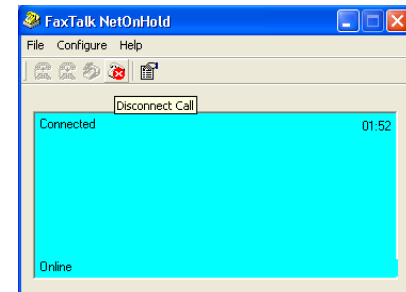 FaxTalk NetOnHold
File Configure Help
Disconnect Call
Connected 01:52
Online